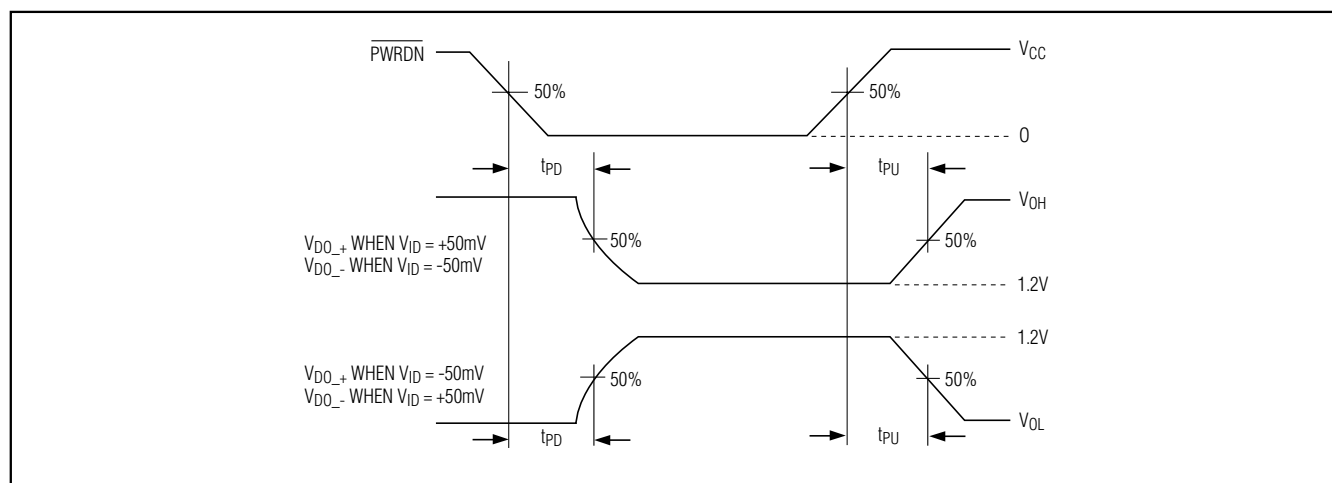 PWRDN
VCC
50%
50%
0
tPD
tPU
VOH
VDO_+ WHEN VID = +50mV
VDO_- WHEN VID = -50mV
50%
50%
1.2V
1.2V
VDO_+ WHEN VID = -50mV
VDO_- WHEN VID = +50mV
50%
50%
VOL
tPD
tPU